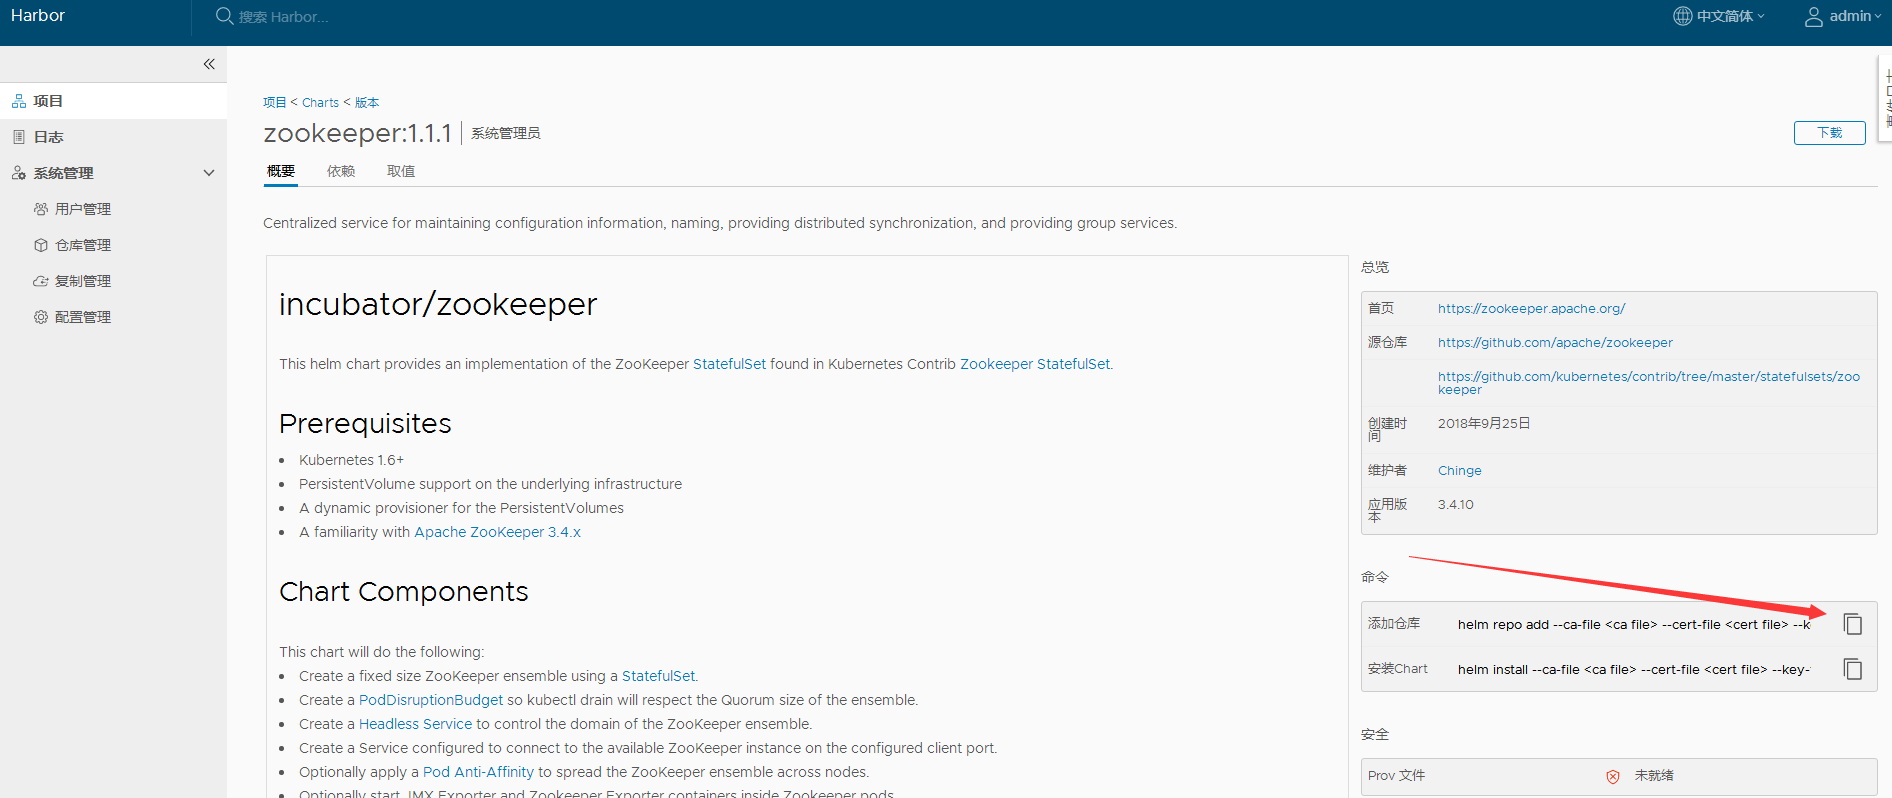 Harbor
搜索 Harbor...
中文简体
admin
项目
日志
系统管理
用户管理
仓库管理
复制管理
配置管理
项目 < Charts < 版本
zookeeper:1.1.1
系统管理员
下载
概要
依赖
取值
Centralized service for maintaining configuration information, naming, providing distributed synchronization, and providing group services.
incubator/zookeeper
This helm chart provides an implementation of the ZooKeeper StatefulSet found in Kubernetes Contrib Zookeeper StatefulSet.
Prerequisites
Kubernetes 1.6+
PersistentVolume support on the underlying infrastructure
A dynamic provisioner for the PersistentVolumes
A familiarity with Apache ZooKeeper 3.4.x
Chart Components
This chart will do the following:
Create a fixed size ZooKeeper ensemble using a StatefulSet.
Create a PodDisruptionBudget so kubectl drain will respect the Quorum size of the ensemble.
Create a Headless Service to control the domain of the ZooKeeper ensemble.
Create a Service configured to connect to the available ZooKeeper instance on the configured client port.
Optionally apply a Pod Anti-Affinity to spread the ZooKeeper ensemble across nodes.
Optionally start JMX Exporter and Zookeeper Exporter containers inside Zookeeper pods.
总览
首页 https://zookeeper.apache.org/
源仓库 https://github.com/apache/zookeeper
https://github.com/kubernetes/contrib/tree/master/statefulsets/zoo
keeper
创建时 2018年9月25日
间
维护者 Chinge
应用版 3.4.10
本
命令
添加仓库 helm repo add --ca-file <ca file> --cert-file <cert file> --k
安装Chart helm install --ca-file <ca file> --cert-file <cert file> --key-
安全
Prov 文件 未就绪